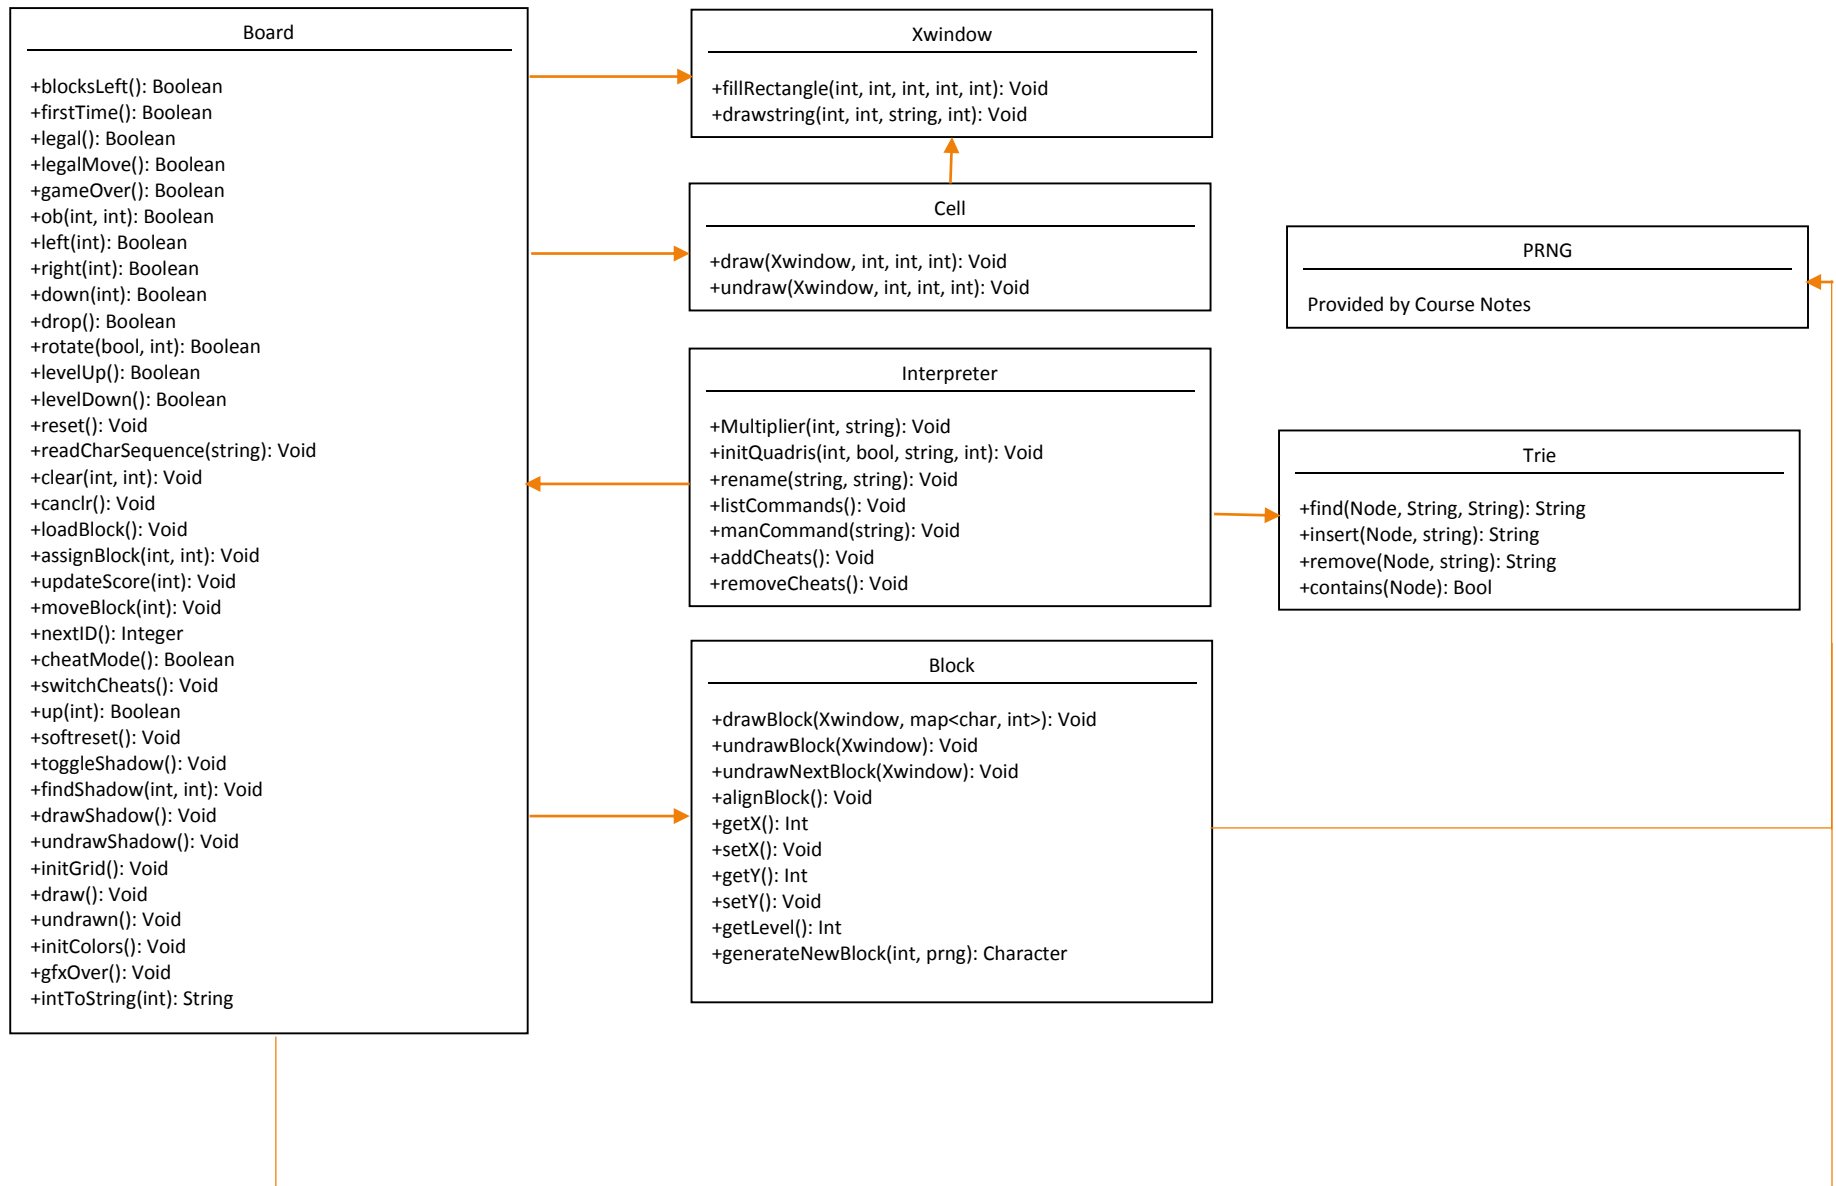 Board
+blocksLeft(): Boolean
+firstTime(): Boolean
+legal(): Boolean
+legalMove(): Boolean
+gameOver(): Boolean
+ob(int, int): Boolean
+left(int): Boolean
+right(int): Boolean
+down(int): Boolean
+drop(): Boolean
+rotate(bool, int): Boolean
+levelUp(): Boolean
+levelDown(): Boolean
+reset(): Void
+readCharSequence(string): Void
+clear(int, int): Void
+canclr(): Void
+loadBlock(): Void
+assignBlock(int, int): Void
+updateScore(int): Void
+moveBlock(int): Void
+nextID(): Integer
+cheatMode(): Boolean
+switchCheats(): Void
+up(int): Boolean
+softreset(): Void
+toggleShadow(): Void
+findShadow(int, int): Void
+drawShadow(): Void
+undrawShadow(): Void
+initGrid(): Void
+draw(): Void
+undrawn(): Void
+initColors(): Void
+gfxOver(): Void
+intToString(int): String
Xwindow
+fillRectangle(int, int, int, int, int): Void
+drawstring(int, int, string, int): Void
Cell
+draw(Xwindow, int, int, int): Void
+undraw(Xwindow, int, int, int): Void
PRNG
Provided by Course Notes
Interpreter
+Multiplier(int, string): Void
+initQuadris(int, bool, string, int): Void
+rename(string, string): Void
+listCommands(): Void
+manCommand(string): Void
+addCheats(): Void
+removeCheats(): Void
Trie
+find(Node, String, String): String
+insert(Node, string): String
+remove(Node, string): String
+contains(Node): Bool
Block
+drawBlock(Xwindow, map<char, int>): Void
+undrawBlock(Xwindow): Void
+undrawNextBlock(Xwindow): Void
+alignBlock(): Void
+getX(): Int
+setX(): Void
+getY(): Int
+setY(): Void
+getLevel(): Int
+generateNewBlock(int, prng): Character